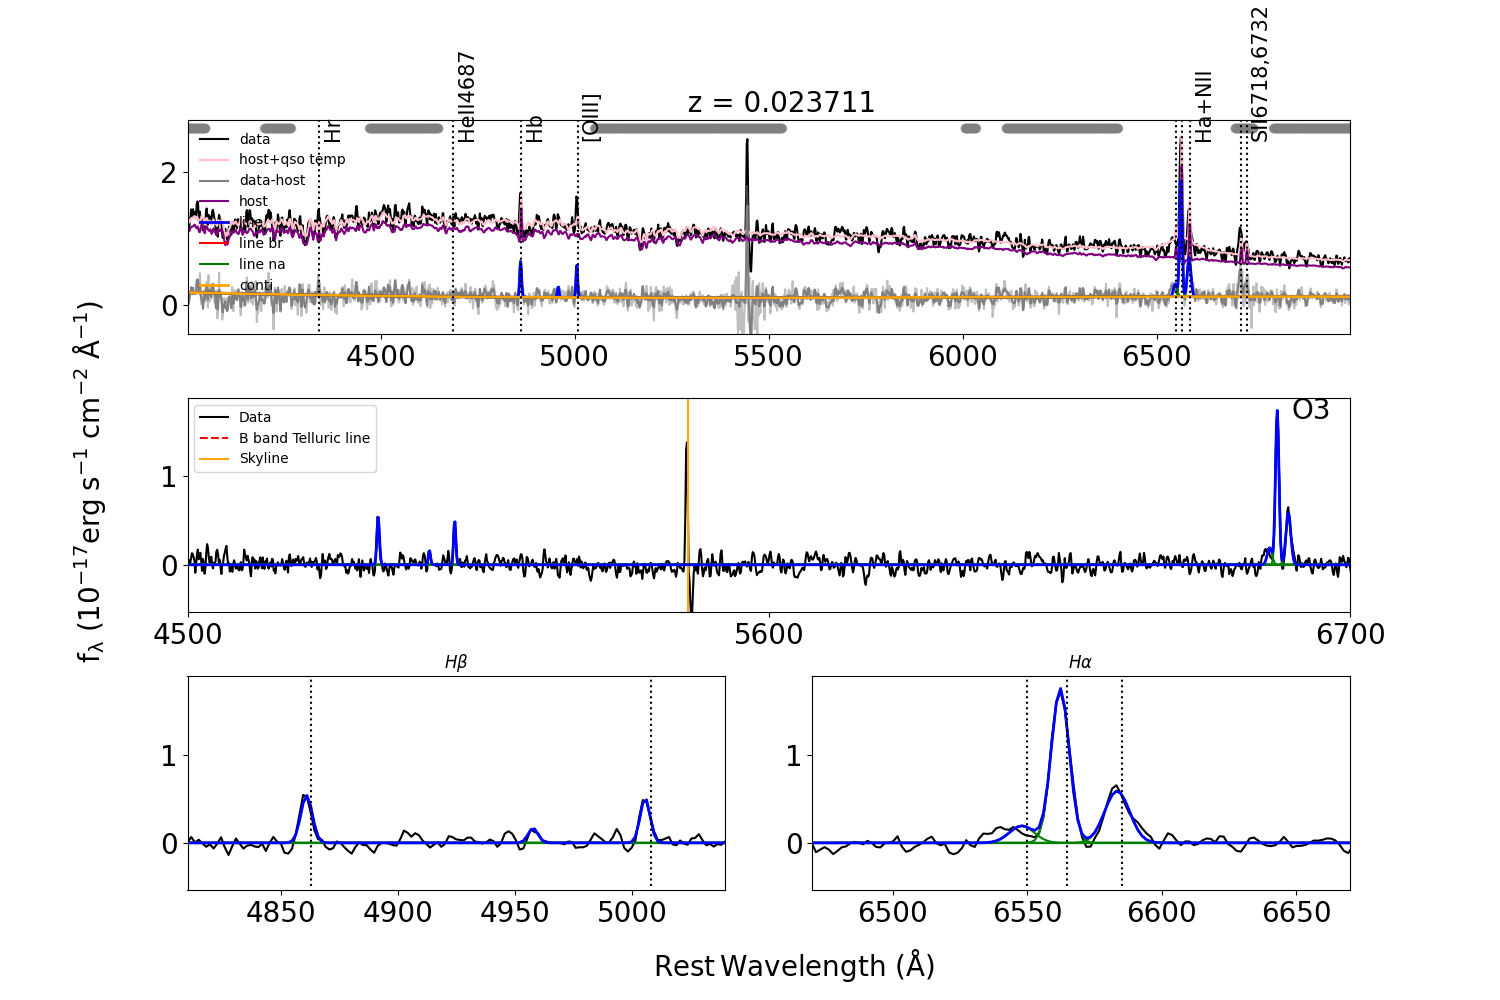 z = 0.023711
Hr
HeII4687
Hb
[OIII]
Ha+NII
SII6718,6732
data
host+qso temp
data-host
host
line br
line na
conti
2
0
4500
5000
5500
6000
6500
Data
B band Telluric line
Skyline
O3
1
0
4500
5600
6700
fλ (10⁻¹⁷erg s⁻¹ cm⁻² Å⁻¹)
Hβ
1
0
4850
4900
4950
5000
Hα
1
0
6500
6550
6600
6650
Rest Wavelength (Å)